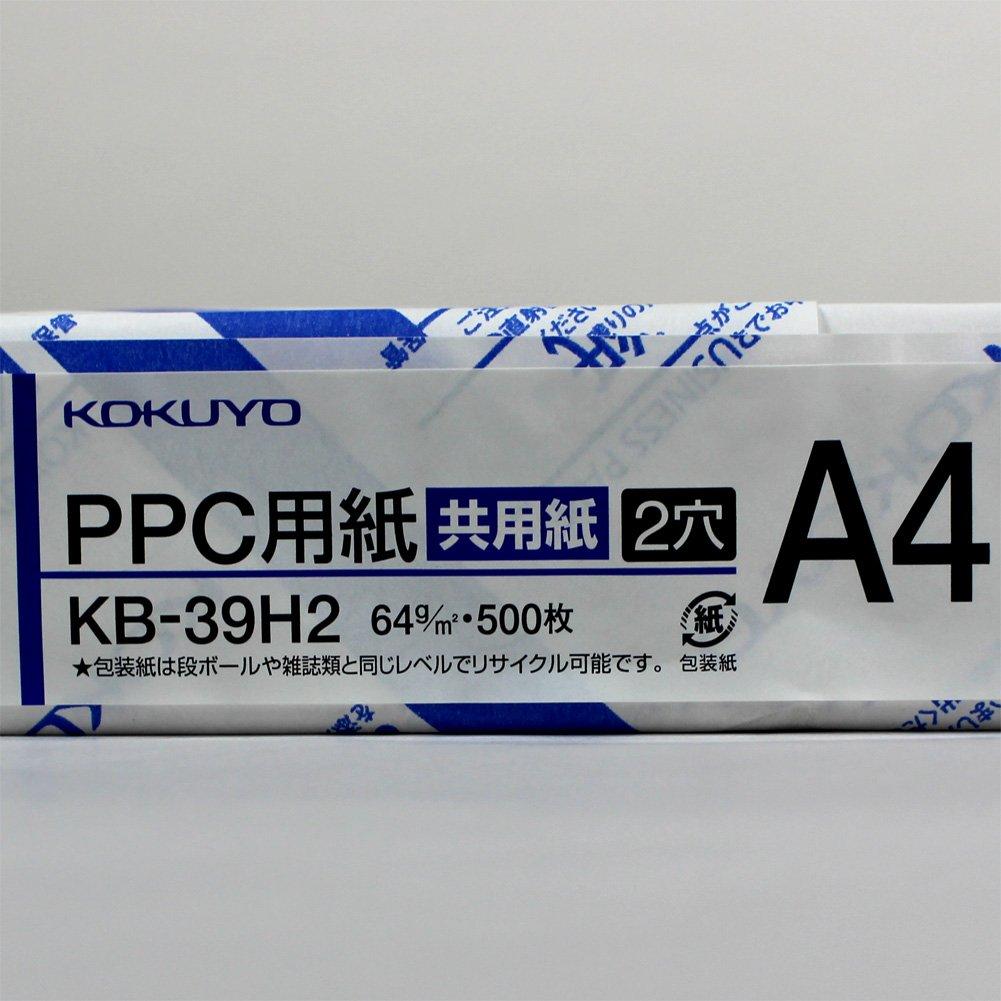 KOKUYO
PPC用紙 共用紙 2穴 A4
KB-39H2 64g/m²・500枚
★包装紙は段ボールや雑誌類と同じレベルでリサイクル可能です。
紙
包装紙